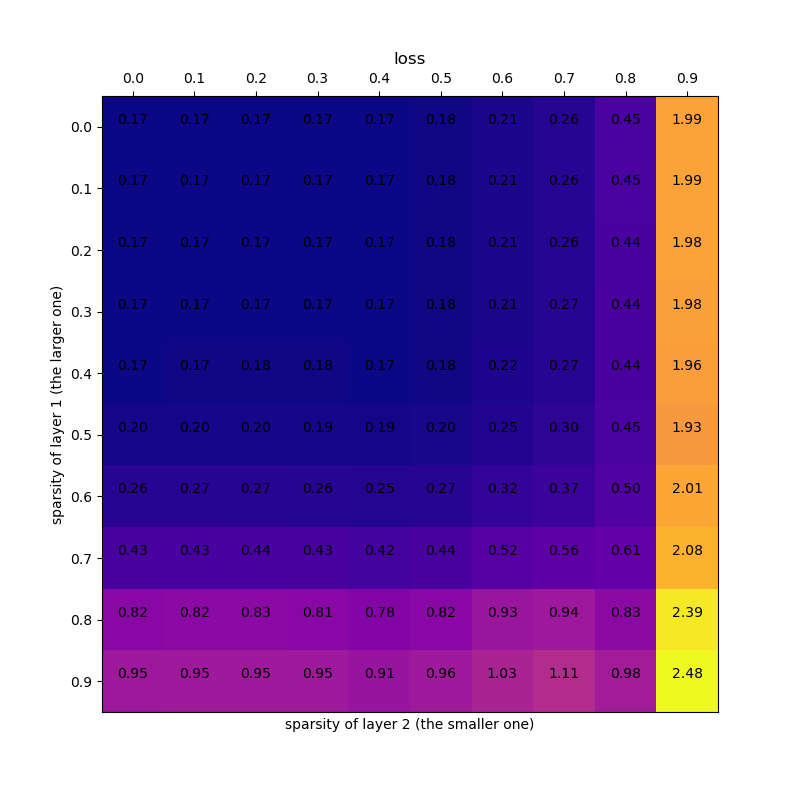 loss
0.0 0.1 0.2 0.3 0.4 0.5 0.6 0.7 0.8 0.9
0.0 0.17 0.17 0.17 0.17 0.17 0.18 0.21 0.26 0.45 1.99
0.1 0.17 0.17 0.17 0.17 0.17 0.18 0.21 0.26 0.45 1.99
0.2 0.17 0.17 0.17 0.17 0.17 0.18 0.21 0.26 0.44 1.98
0.3 0.17 0.17 0.17 0.17 0.17 0.18 0.21 0.27 0.44 1.98
0.4 0.17 0.17 0.18 0.18 0.17 0.18 0.22 0.27 0.44 1.96
0.5 0.20 0.20 0.20 0.19 0.19 0.20 0.25 0.30 0.45 1.93
0.6 0.26 0.27 0.27 0.26 0.25 0.27 0.32 0.37 0.50 2.01
0.7 0.43 0.43 0.44 0.43 0.42 0.44 0.52 0.56 0.61 2.08
0.8 0.82 0.82 0.83 0.81 0.78 0.82 0.93 0.94 0.83 2.39
0.9 0.95 0.95 0.95 0.95 0.91 0.96 1.03 1.11 0.98 2.48
sparsity of layer 1 (the larger one)
sparsity of layer 2 (the smaller one)